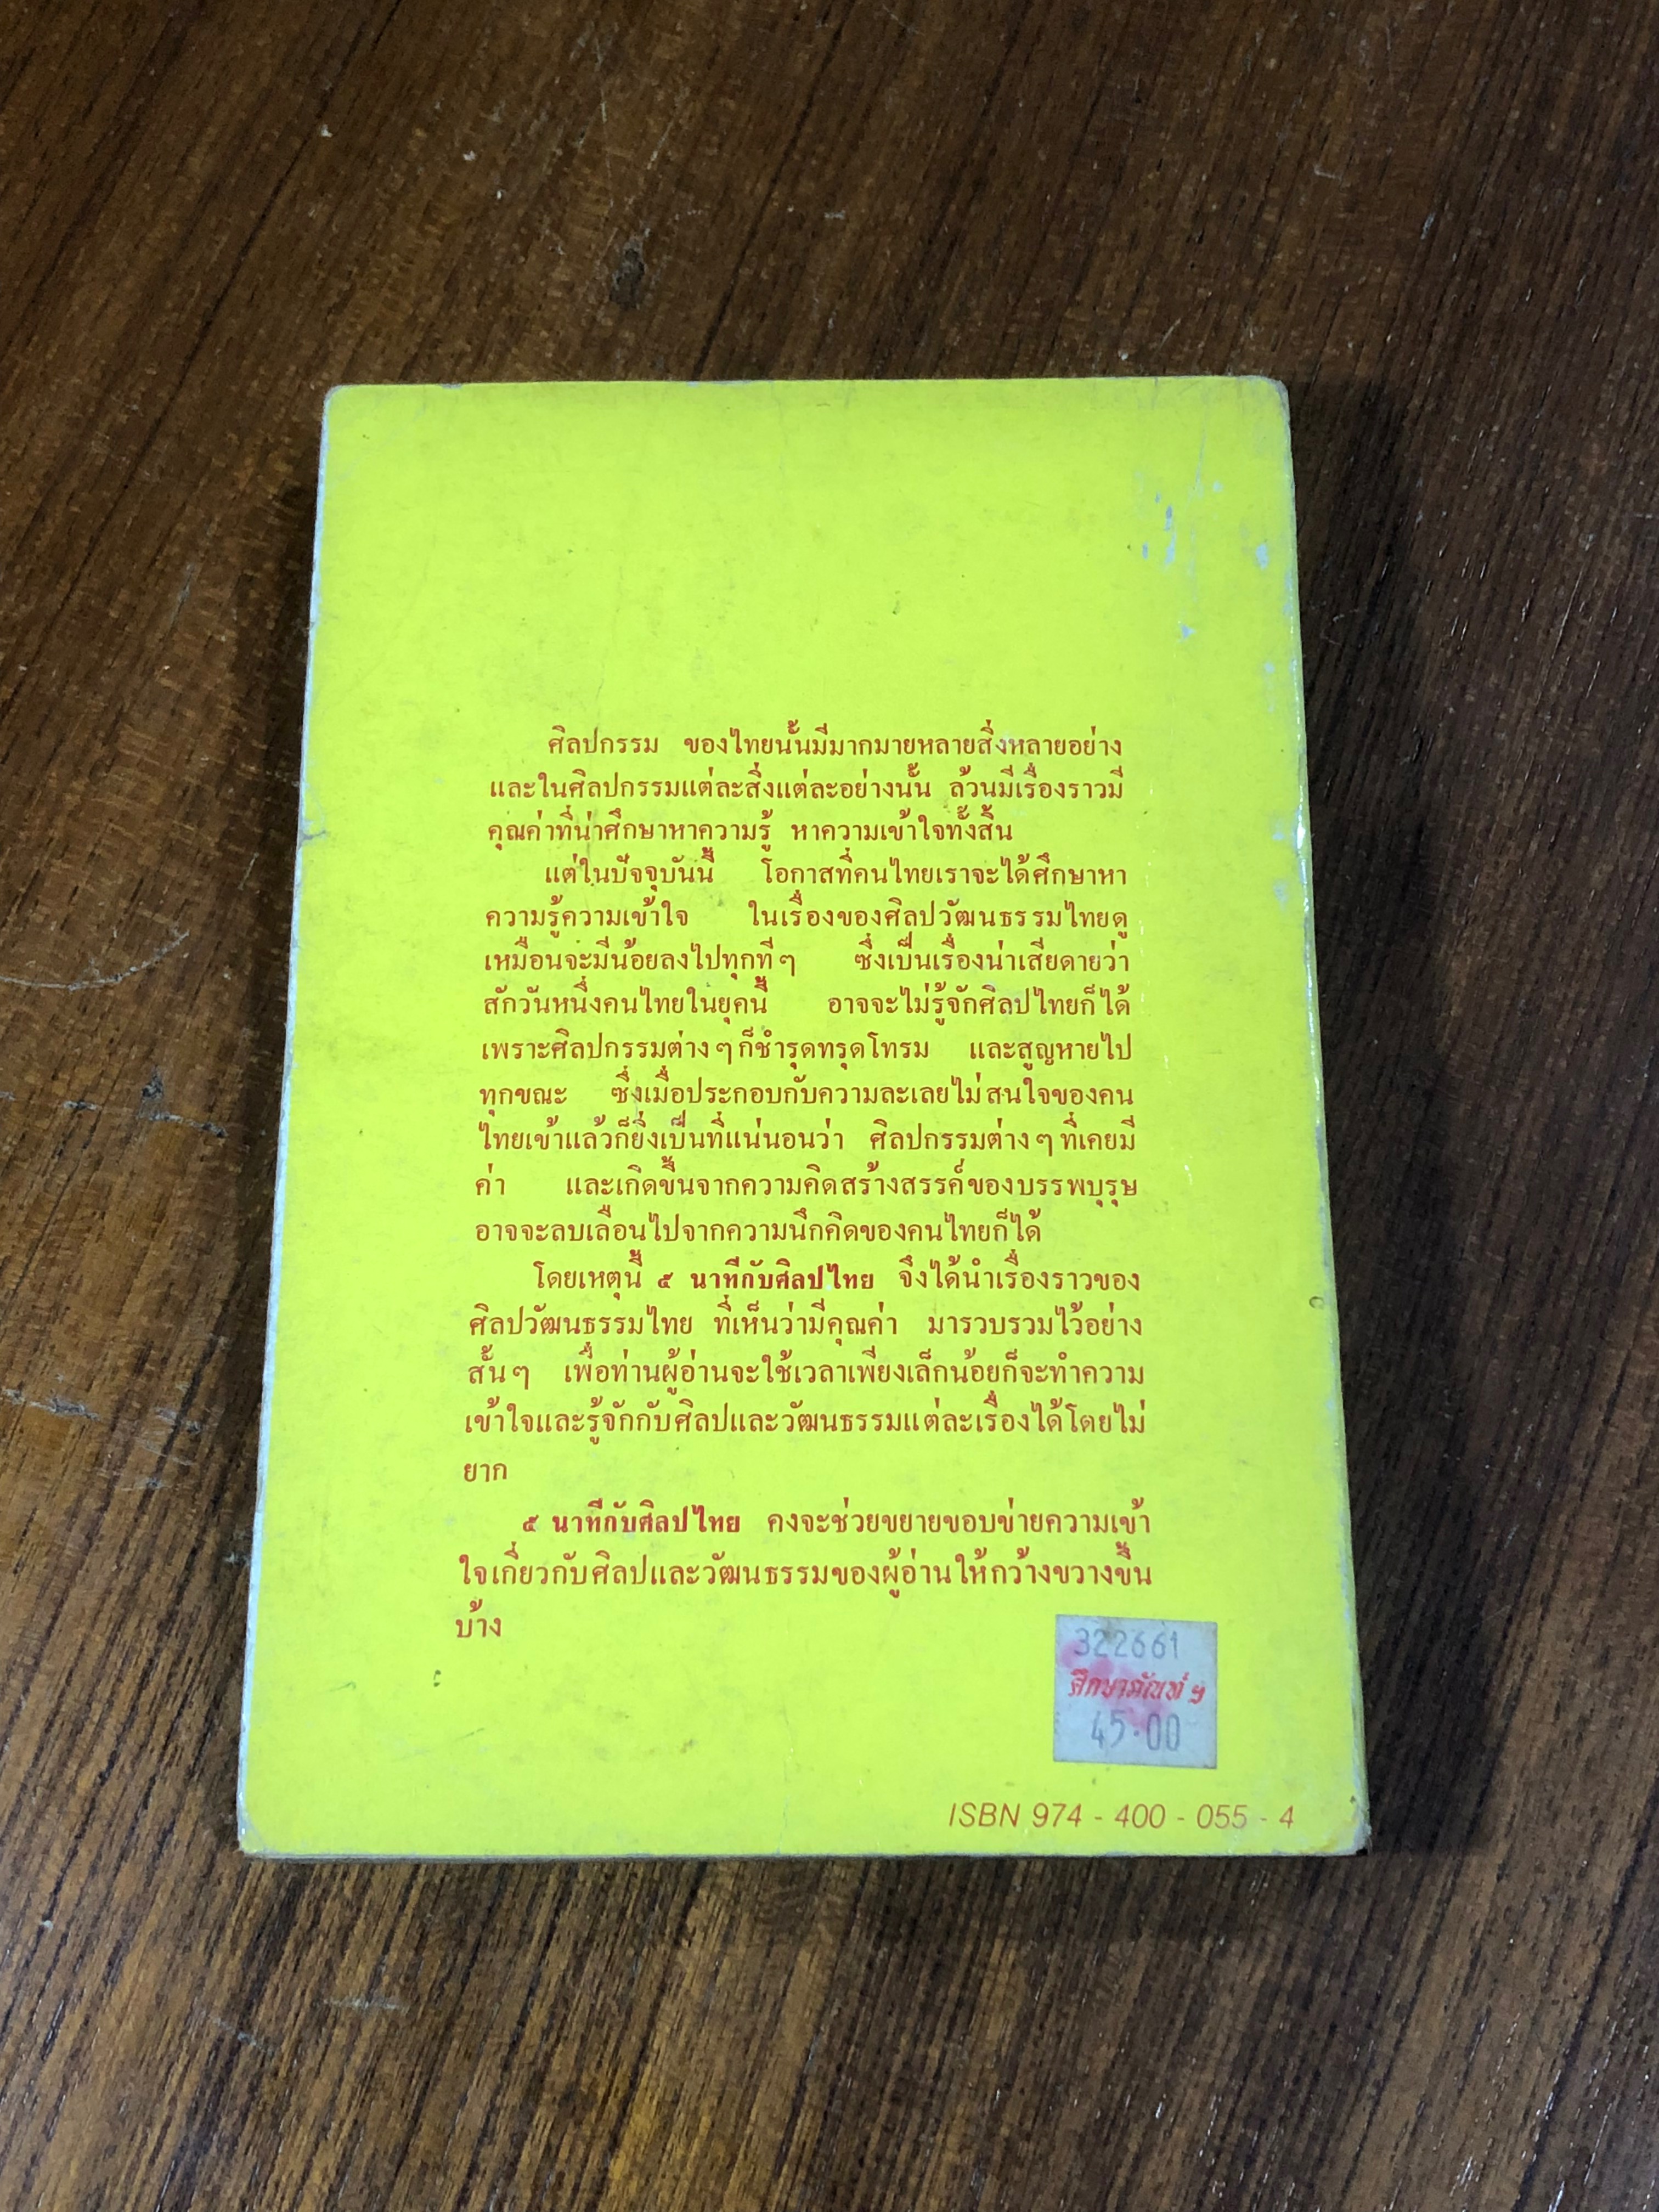 ศิลปกรรม ของไทยนั้นมีมากมายหลายสิ่งหลายอย่าง
และในศิลปกรรมแต่ละสิ่งแต่ละอย่างนั้น ล้วนมีเรื่องราวมี
คุณค่าที่น่าศึกษาหาความรู้ หาความเข้าใจทั้งสิ้น
แต่ในปัจจุบันนี้ โอกาสที่คนไทยเราจะได้ศึกษาหา
ความรู้ความเข้าใจ ในเรื่องของศิลปวัฒนธรรมไทยดู
เหมือนจะมีน้อยลงไปทุกที ๆ ซึ่งเป็นเรื่องน่าเสียดายว่า
สักวันหนึ่งคนไทยในยุคนี้ อาจจะไม่รู้จักศิลปไทยก็ได้
เพราะศิลปกรรมต่าง ๆ ก็ชำรุดทรุดโทรม และสูญหายไป
ทุกขณะ ซึ่งเมื่อประกอบกับความละเลยไม่สนใจของคน
ไทยเข้าแล้วก็ยิ่งเป็นที่แน่นอนว่า ศิลปกรรมต่าง ๆ ที่เคยมี
ค่า และเกิดขึ้นจากความคิดสร้างสรรค์ของบรรพบุรุษ
อาจจะลบเลือนไปจากความนึกคิดของคนไทยก็ได้
โดยเหตุนี้ ๕ นาทีกับศิลปไทย จึงได้นำเรื่องราวของ
ศิลปวัฒนธรรมไทย ที่เห็นว่ามีคุณค่า มารวบรวมไว้อย่าง
สั้น ๆ เพื่อท่านผู้อ่านจะใช้เวลาเพียงเล็กน้อยก็จะทำความ
เข้าใจและรู้จักกับศิลปและวัฒนธรรมแต่ละเรื่องได้โดยไม่
ยาก
๕ นาทีกับศิลปไทย คงจะช่วยขยายขอบข่ายความเข้า
ใจเกี่ยวกับศิลปและวัฒนธรรมของผู้อ่านให้กว้างขวางขึ้น
บ้าง
322661
ศึกษาภัณฑ์ ฯ
45.00
ISBN 974 - 400 - 055 - 4